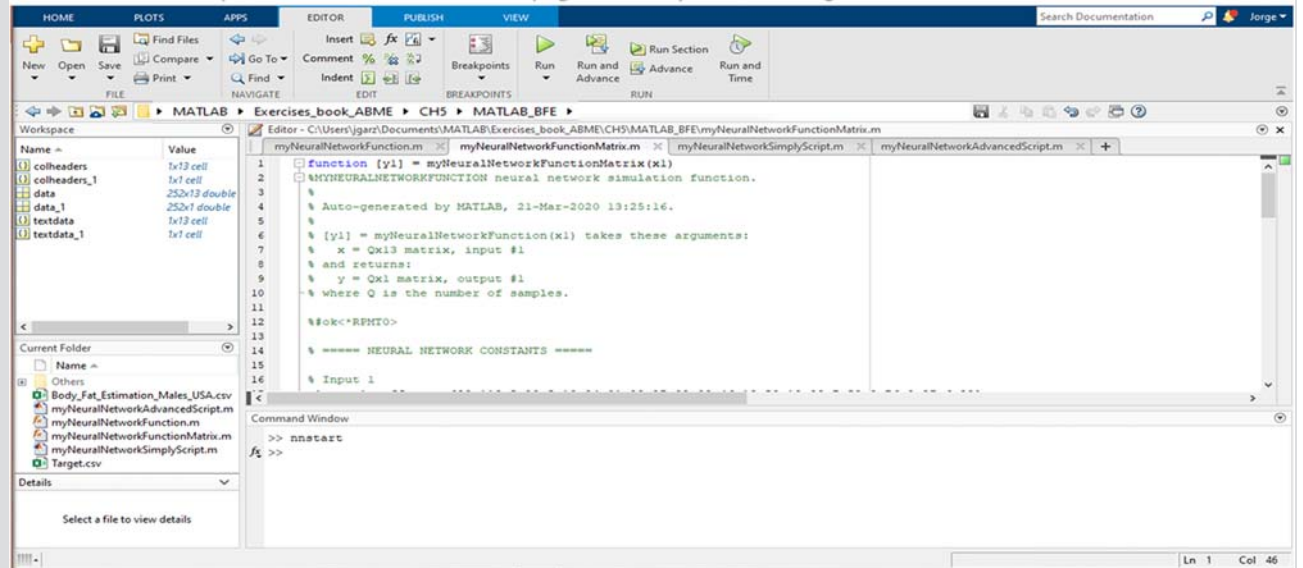 HOME PLOTS APPS EDITOR PUBLISH VIEW Search Documentation Jorge
New Open Save Find Files Compare Print
FILE
Go To Find
NAVIGATE
Insert fx
Comment %
Indent
EDIT
Breakpoints
BREAKPOINTS
Run Run and Advance Run Section Advance Run and Time
RUN
MATLAB Exercises_book_ABME CH5 MATLAB_BFE
Workspace
Name Value
colheaders 1x13 cell
colheaders_1 1x1 cell
data 252x13 double
data_1 252x1 double
textdata 1x13 cell
textdata_1 1x1 cell
Current Folder
Name
Others
Body_Fat_Estimation_Males_USA.csv
myNeuralNetworkAdvancedScript.m
myNeuralNetworkFunction.m
myNeuralNetworkFunctionMatrix.m
myNeuralNetworkSimplyScript.m
Target.csv
Details
Select a file to view details
Editor - C:\Users\jgarz\Documents\MATLAB\Exercises_book_ABME\CH5\MATLAB_BFE\myNeuralNetworkFunctionMatrix.m
myNeuralNetworkFunction.m myNeuralNetworkFunctionMatrix.m myNeuralNetworkSimplyScript.m myNeuralNetworkAdvancedScript.m +
1 function [y1] = myNeuralNetworkFunctionMatrix(x1)
2 %MYNEURALNETWORKFUNCTION neural network simulation function.
3 %
4 % Auto-generated by MATLAB, 21-Mar-2020 13:25:16.
5 %
6 % [y1] = myNeuralNetworkFunction(x1) takes these arguments:
7 % x = Qx13 matrix, input #1
8 % and returns:
9 % y = Qx1 matrix, output #1
10 % where Q is the number of samples.
11
12 %#ok<*RPMT0>
13
14 % ===== NEURAL NETWORK CONSTANTS =====
15
16 % Input 1
Command Window
>> nnstart
fx >>
Ln 1 Col 46